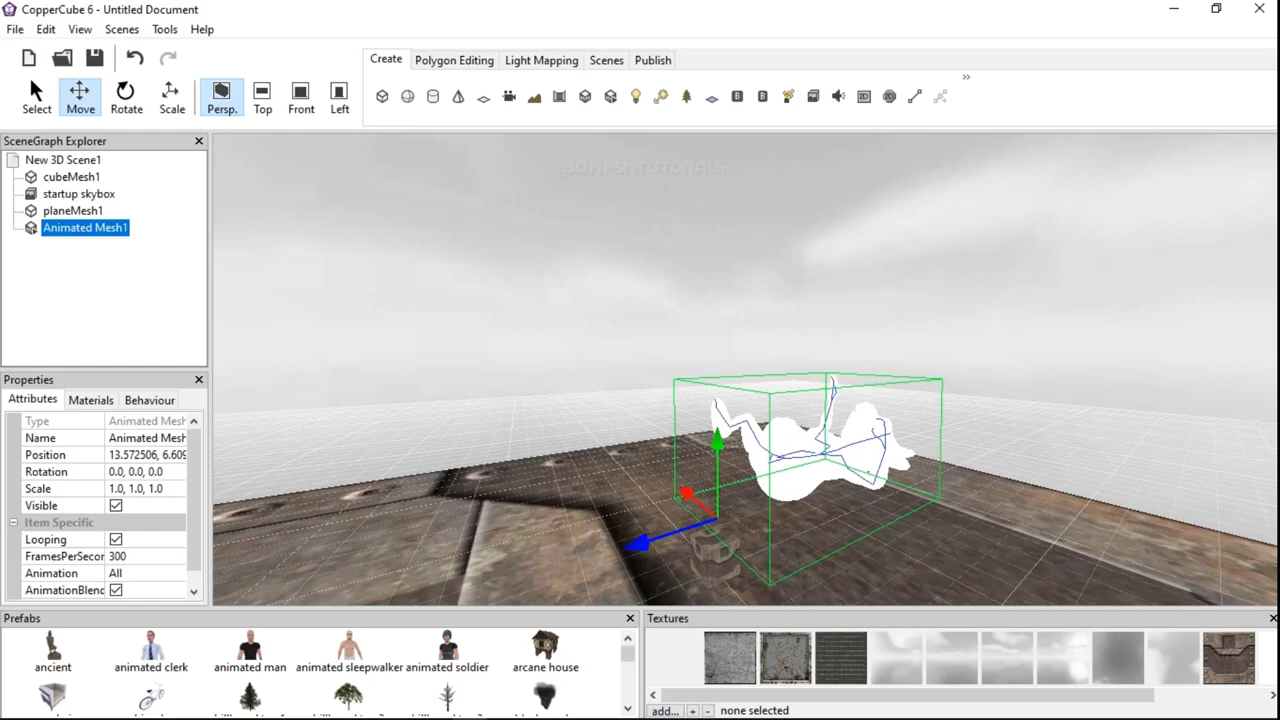 CopperCube 6 - Untitled Document
File Edit View Scenes Tools Help
Create Polygon Editing Light Mapping Scenes Publish
Select Move Rotate Scale Persp. Top Front Left
SceneGraph Explorer
New 3D Scene1
cubeMesh1
startup skybox
planeMesh1
Animated Mesh1
Properties
Attributes Materials Behaviour
Type Animated Mesh
Name Animated Mesh
Position 13.572506, 6.609
Rotation 0.0, 0.0, 0.0
Scale 1.0, 1.0, 1.0
Visible
Item Specific
Looping
FramesPerSecor 300
Animation All
AnimationBlenc
Prefabs
ancient animated clerk animated man animated sleepwalker animated soldier arcane house
Textures
add... + - none selected